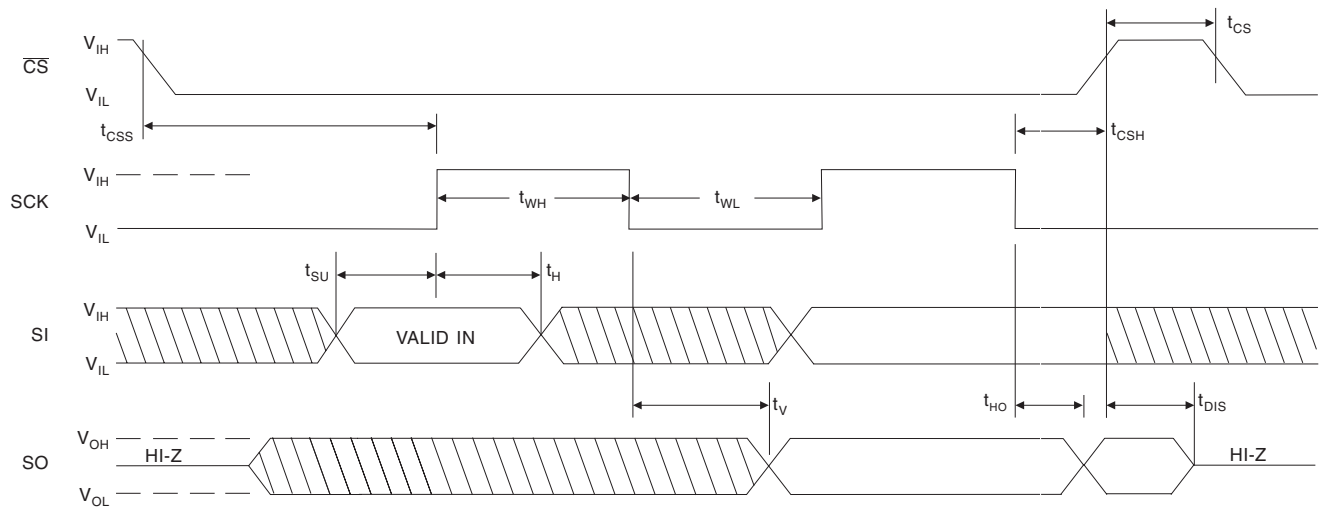 t_CS
V_IH
CS
V_IL
t_CSS
t_CSH
V_IH
SCK
t_WH
t_WL
V_IL
t_SU
t_H
V_IH
SI
VALID IN
V_IL
t_V
t_HO
t_DIS
V_OH
SO
HI-Z
HI-Z
V_OL